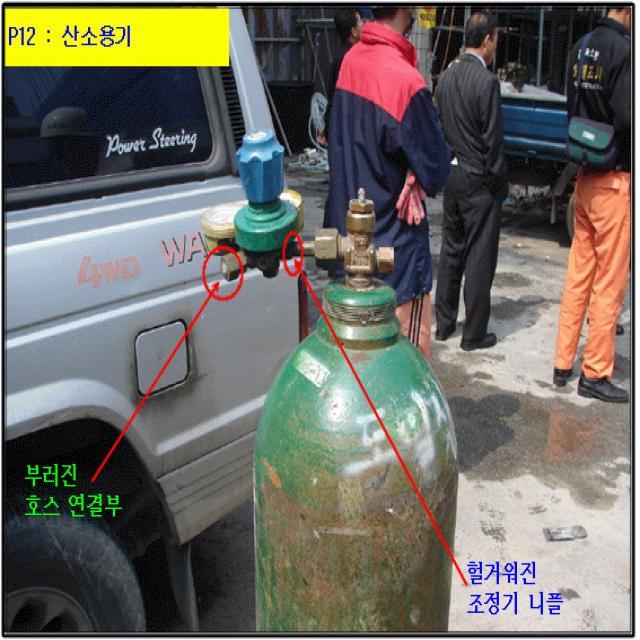 P12 : 산소용기
Power Steering
4WD WA
부러진
호스 연결부
헐거워진
조정기 니플